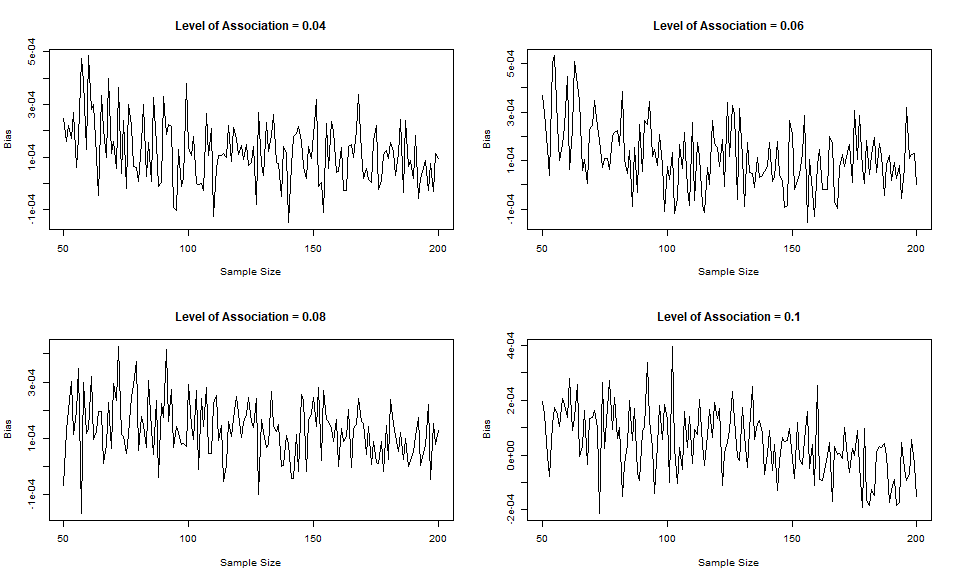 Level of Association = 0.04
Bias
5e-04
3e-04
1e-04
-1e-04
50 100 150 200
Sample Size
Level of Association = 0.06
Bias
5e-04
3e-04
1e-04
-1e-04
50 100 150 200
Sample Size
Level of Association = 0.08
Bias
3e-04
1e-04
-1e-04
50 100 150 200
Sample Size
Level of Association = 0.1
Bias
4e-04
2e-04
0e+00
-2e-04
50 100 150 200
Sample Size